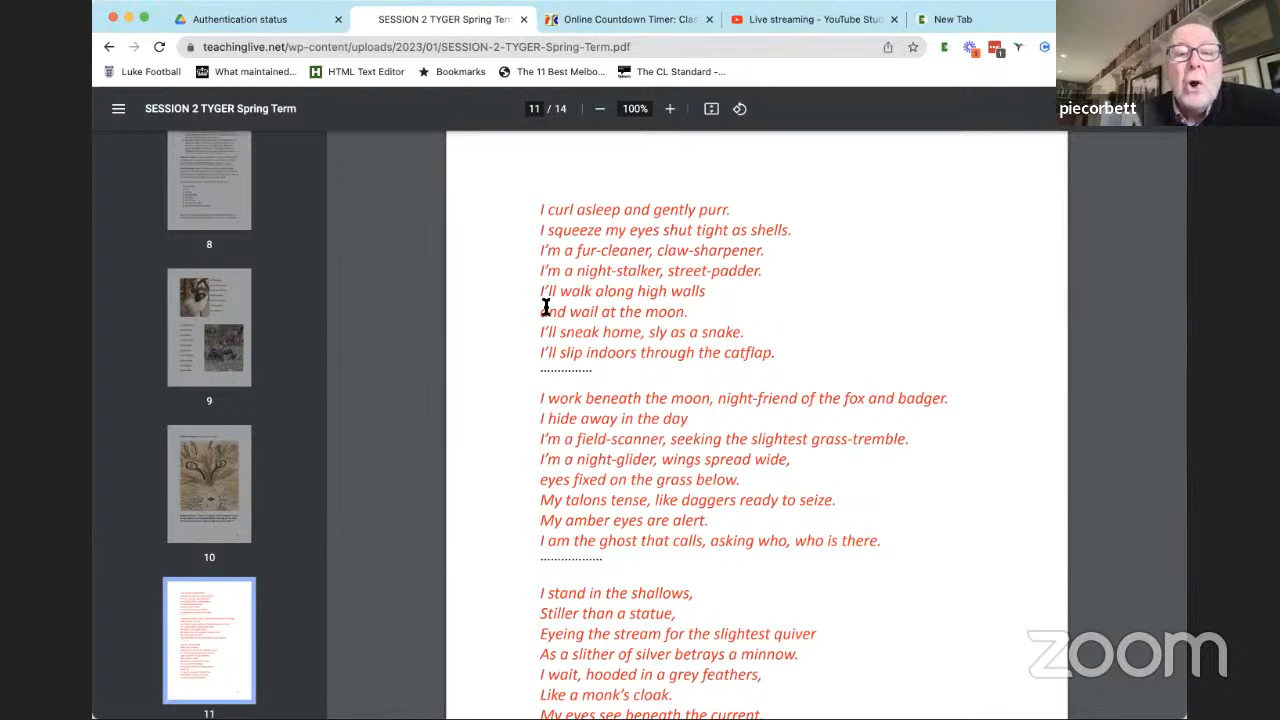 Authentication status
SESSION 2 TYGER Spring Term
Online Countdown Timer: Clas
Live streaming - YouTube Stud
New Tab
teachinglive.net/wp-content/uploads/2023/01/SESSION-2-TYGER-Spring-Term.pdf
Luke Football
What maintained...
HTML Text Editor
Bookmarks
The 11 Best Melbo...
The CL Standard -...
piecorbett
SESSION 2 TYGER Spring Term
11 / 14
100%
8
9
10
11
I curl asleep and gently purr.
I squeeze my eyes shut tight as shells.
I'm a fur-cleaner, claw-sharpener.
I'm a night-stalker, street-padder.
I'll walk along high walls
and wail at the moon.
I'll sneak home, sly as a snake.
I'll slip indoors through the catflap.
...............
I work beneath the moon, night-friend of the fox and badger.
I hide away in the day
I'm a field-scanner, seeking the slightest grass-tremble.
I'm a night-glider, wings spread wide,
eyes fixed on the grass below.
My talons tense, like daggers ready to seize.
My amber eyes are alert.
I am the ghost that calls, asking who, who is there.
..................
I stand in the shallows,
Stiller than a statue,
Eyeing the stream for the slightest quiver
Like a slither of silver betrays a minnow.
I wait, hooded in a grey feathers,
Like a monk's cloak.
My eyes see beneath the current.
zoom